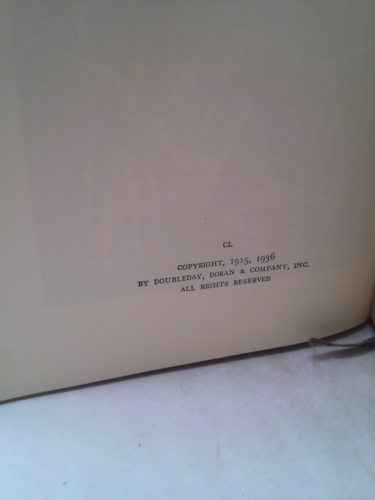 CL
COPYRIGHT, 1915, 1936
BY DOUBLEDAY, DORAN & COMPANY, INC.
ALL RIGHTS RESERVED